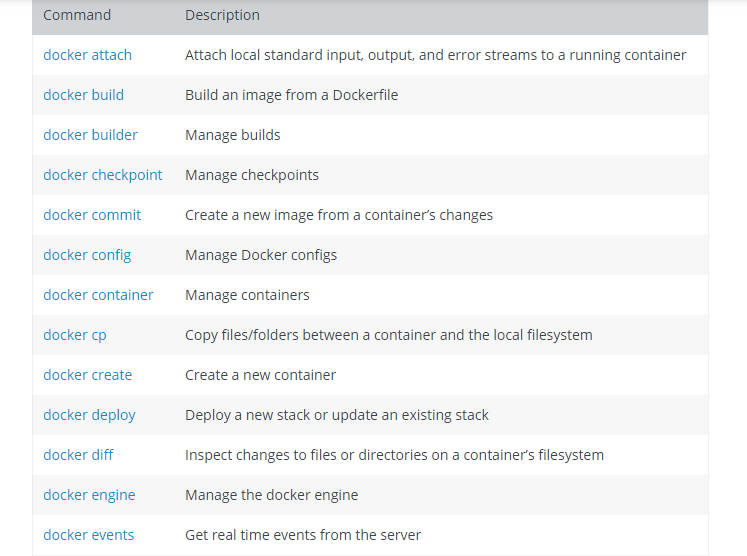 Command Description
docker attach Attach local standard input, output, and error streams to a running container
docker build Build an image from a Dockerfile
docker builder Manage builds
docker checkpoint Manage checkpoints
docker commit Create a new image from a container’s changes
docker config Manage Docker configs
docker container Manage containers
docker cp Copy files/folders between a container and the local filesystem
docker create Create a new container
docker deploy Deploy a new stack or update an existing stack
docker diff Inspect changes to files or directories on a container’s filesystem
docker engine Manage the docker engine
docker events Get real time events from the server